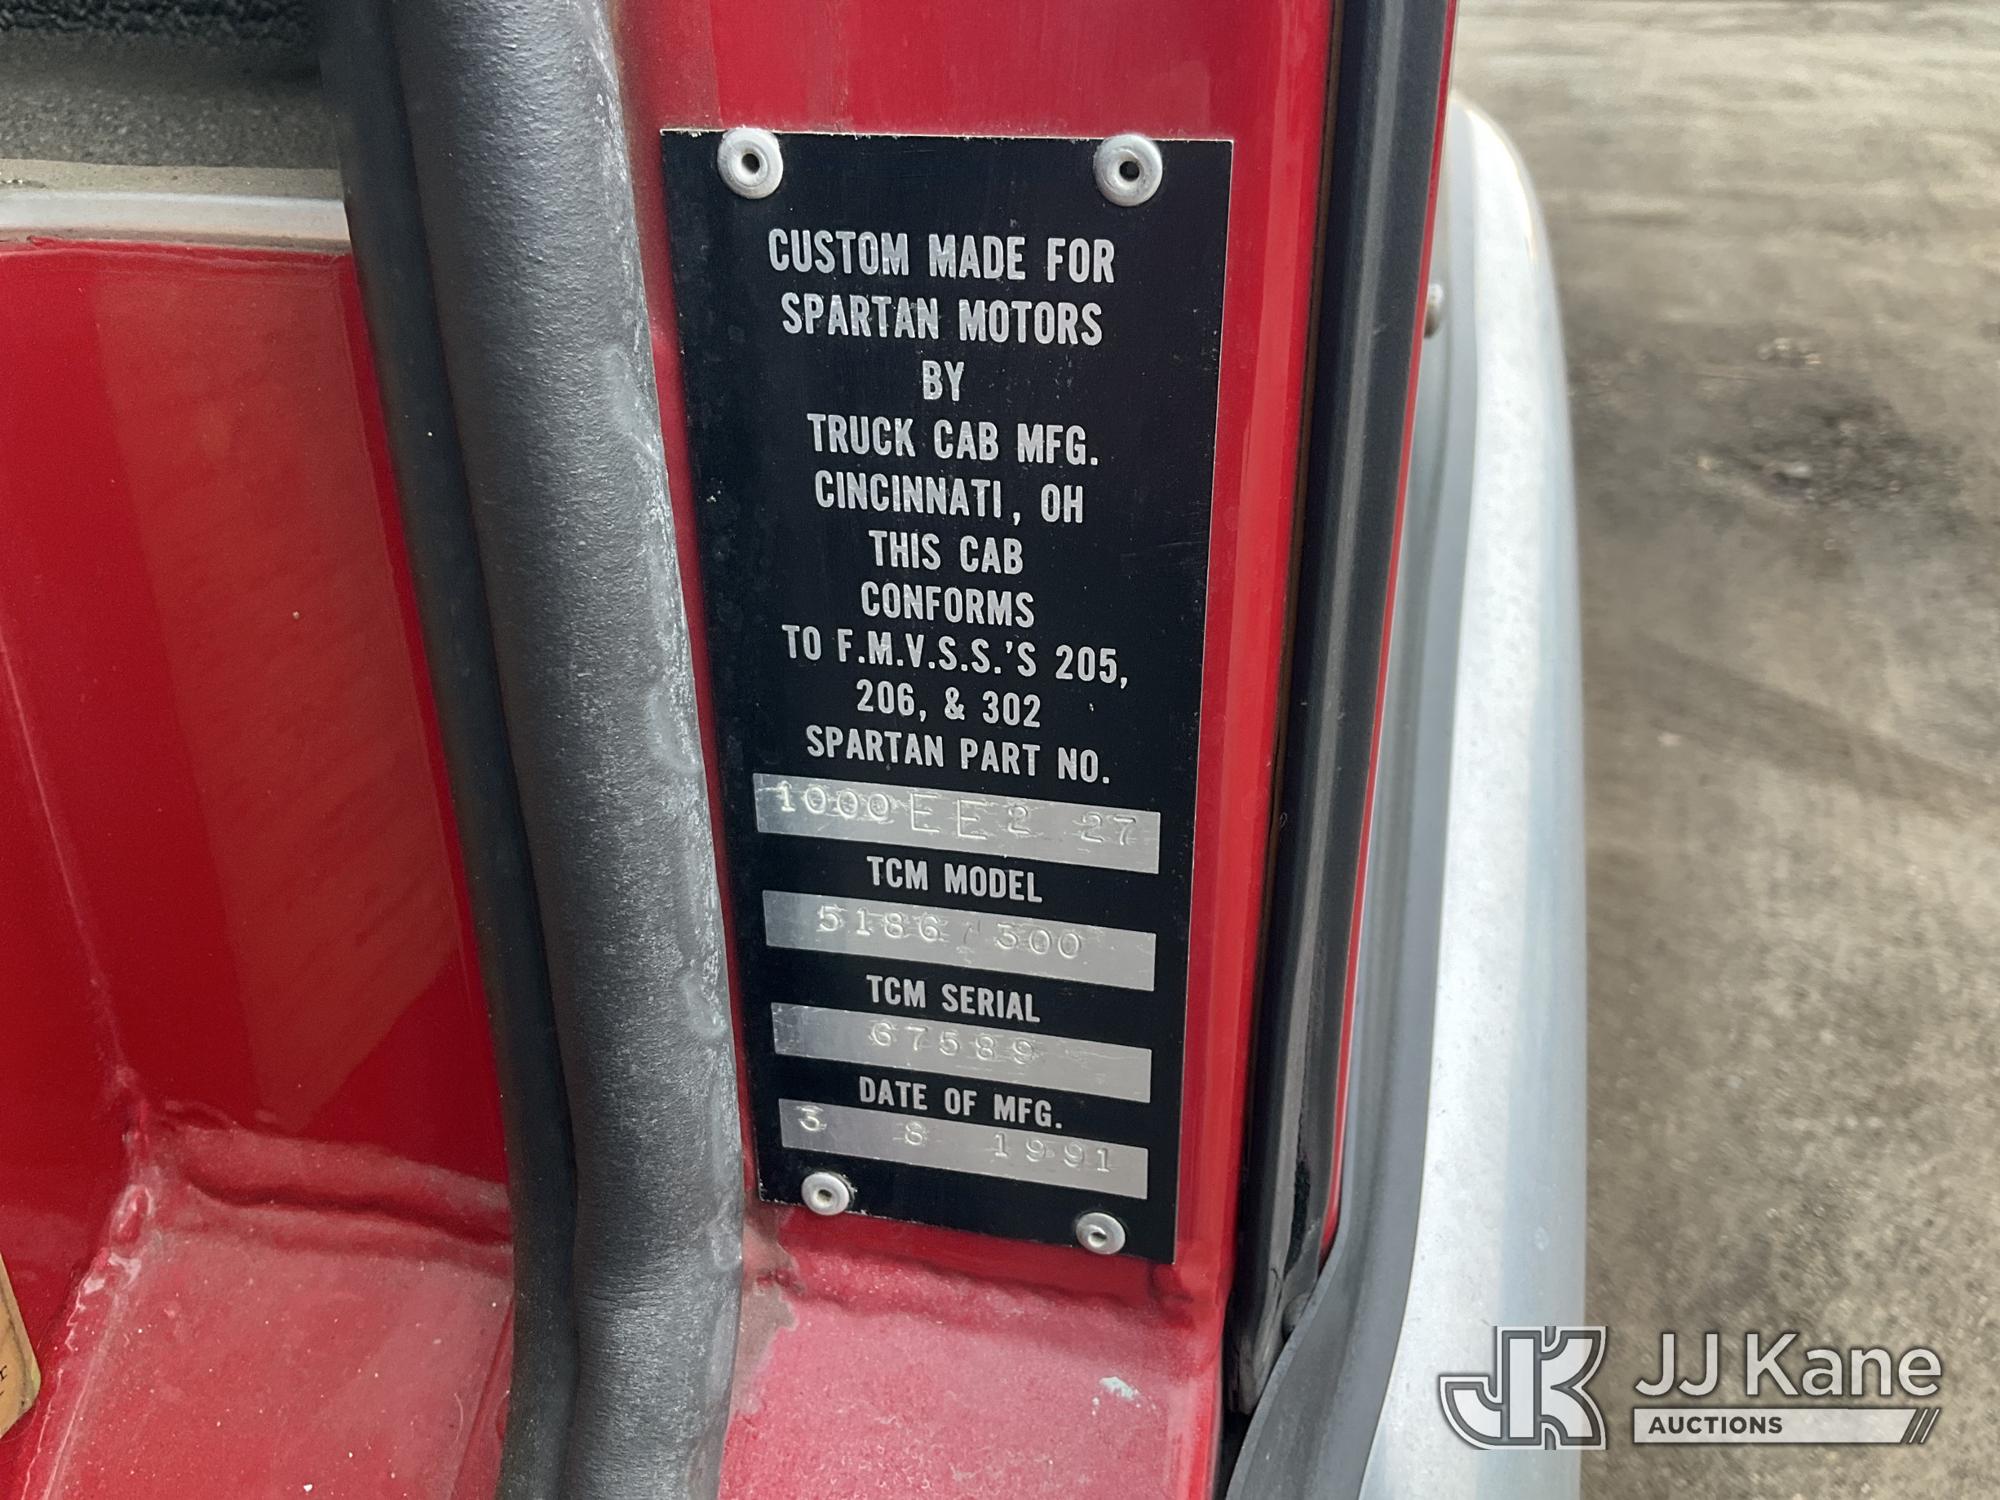 CUSTOM MADE FOR
SPARTAN MOTORS
BY
TRUCK CAB MFG.
CINCINNATI, OH
THIS CAB
CONFORMS
TO F.M.V.S.S.'S 205,
206, & 302
SPARTAN PART NO.
1000EE2 27
TCM MODEL
5186/300
TCM SERIAL
67589
DATE OF MFG.
3 8 1991
JK JJ Kane
AUCTIONS